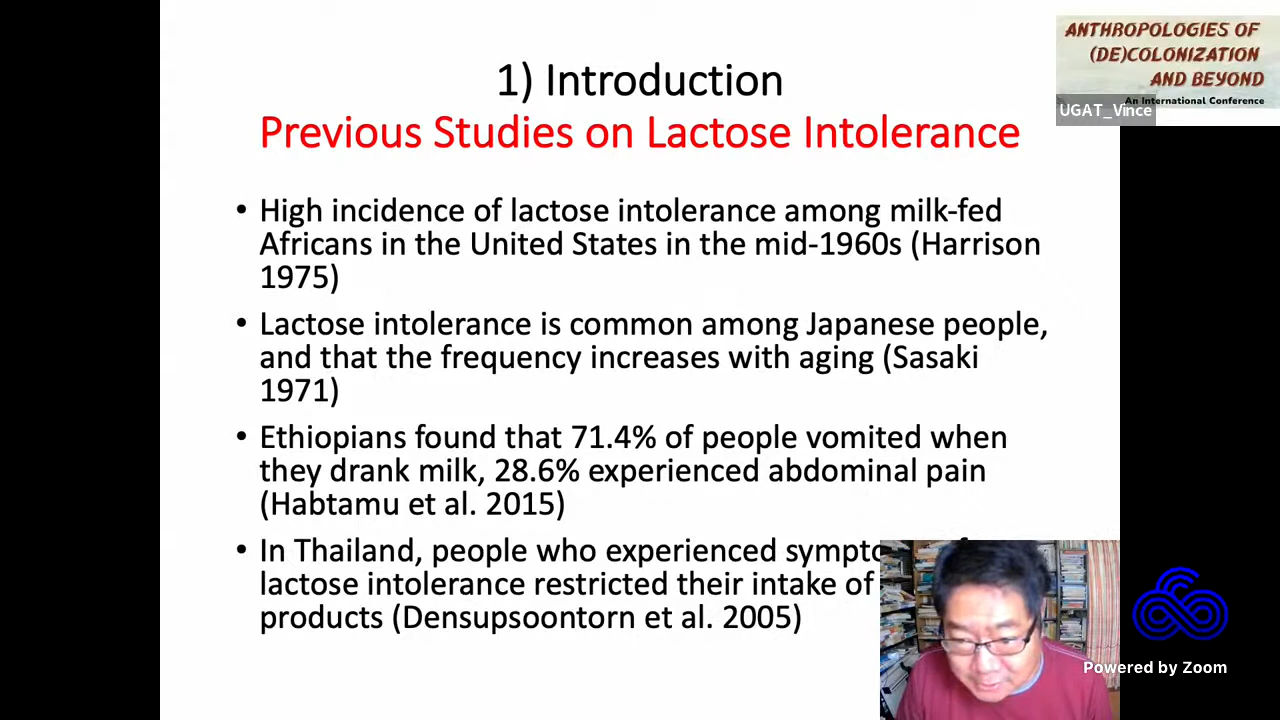 1) Introduction
Previous Studies on Lactose Intolerance
• High incidence of lactose intolerance among milk-fed
Africans in the United States in the mid-1960s (Harrison
1975)
• Lactose intolerance is common among Japanese people,
and that the frequency increases with aging (Sasaki
1971)
• Ethiopians found that 71.4% of people vomited when
they drank milk, 28.6% experienced abdominal pain
(Habtamu et al. 2015)
• In Thailand, people who experienced
lactose intolerance restricted their intake of
products (Densupsoontorn et al. 2005)
ANTHROPOLOGIES OF
(DE)COLONIZATION
AND BEYOND
An International Conference
UGAT_Vince
Powered by Zoom